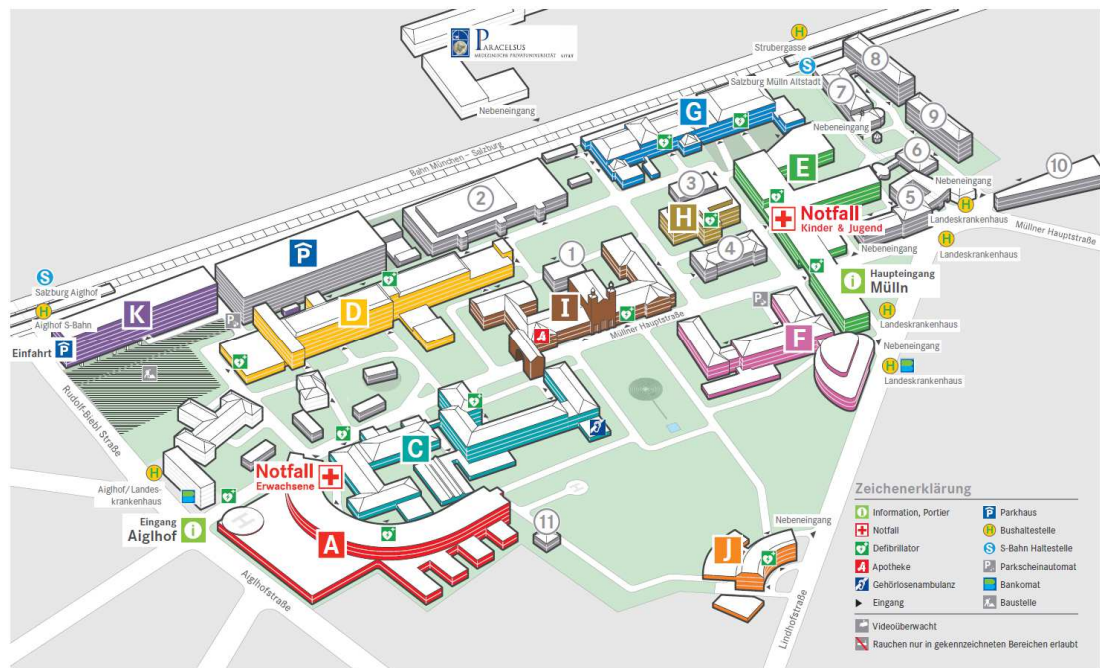 PARACELSUS
MEDIZINISCHE PRIVATUNIVERSITÄT
Nebeneingang
H
Strubergasse
S
Salzburg Mülln Altstadt
8
7
9
Nebeneingang
G
Bahn München – Salzburg
E
6
10
Nebeneingang
5
H
Landeskrankenhaus
Müllner Hauptstraße
H
Landeskrankenhaus
Nebeneingang
2
3
H
Notfall
Kinder & Jugend
4
i
Haupteingang
Mülln
P
S
Salzburg Aiglhof
H
Aiglhof S-Bahn
K
Einfahrt
P
P
D
1
I
A
Müllner Hauptstraße
P
F
H
Landeskrankenhaus
Nebeneingang
H
Landeskrankenhaus
Rudolf-Biebl Straße
C
Notfall
Erwachsene
H
Aiglhof/Landes-
krankenhaus
Eingang
Aiglhof
i
H
A
Aiglhofstraße
H
11
J
Nebeneingang
Lindhofstraße
Zeichenerklärung
i Information, Portier
Notfall
Defibrillator
A Apotheke
Gehörlosenambulanz
Eingang
P Parkhaus
H Bushaltestelle
S S-Bahn Haltestelle
P Parkscheinautomat
Bankomat
Baustelle
Videoüberwacht
Rauchen nur in gekennzeichneten Bereichen erlaubt